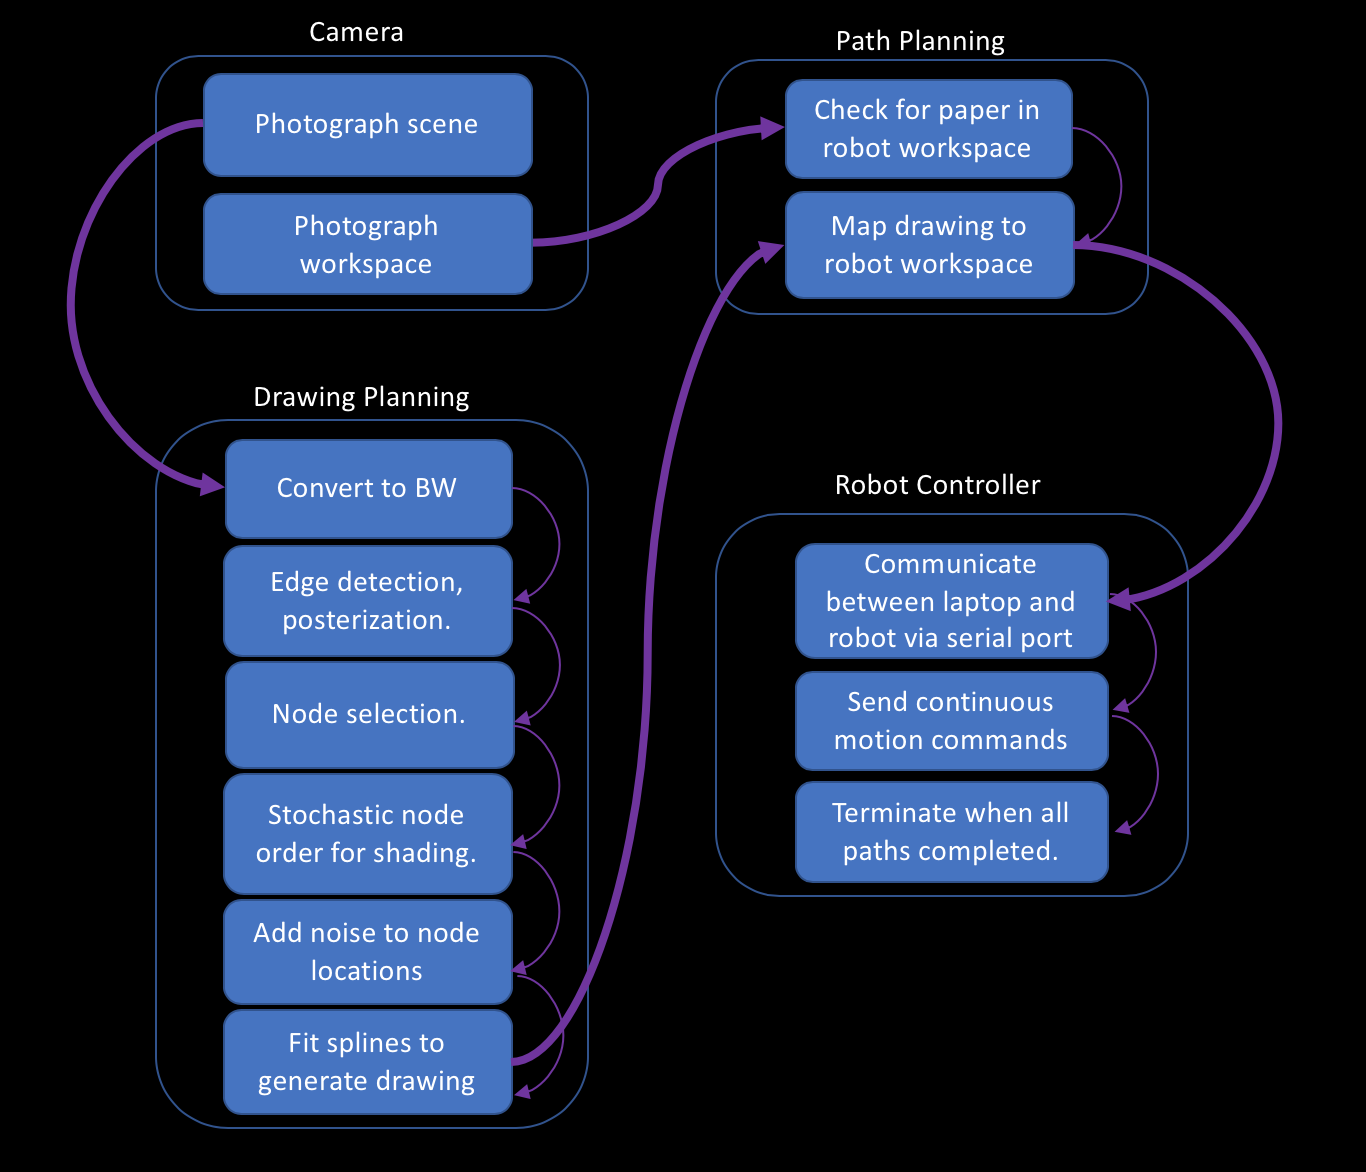 Camera
Photograph scene
Photograph
workspace
Path Planning
Check for paper in
robot workspace
Map drawing to
robot workspace
Drawing Planning
Convert to BW
Edge detection,
posterization.
Node selection.
Stochastic node
order for shading.
Add noise to node
locations
Fit splines to
generate drawing
Robot Controller
Communicate
between laptop and
robot via serial port
Send continuous
motion commands
Terminate when all
paths completed.